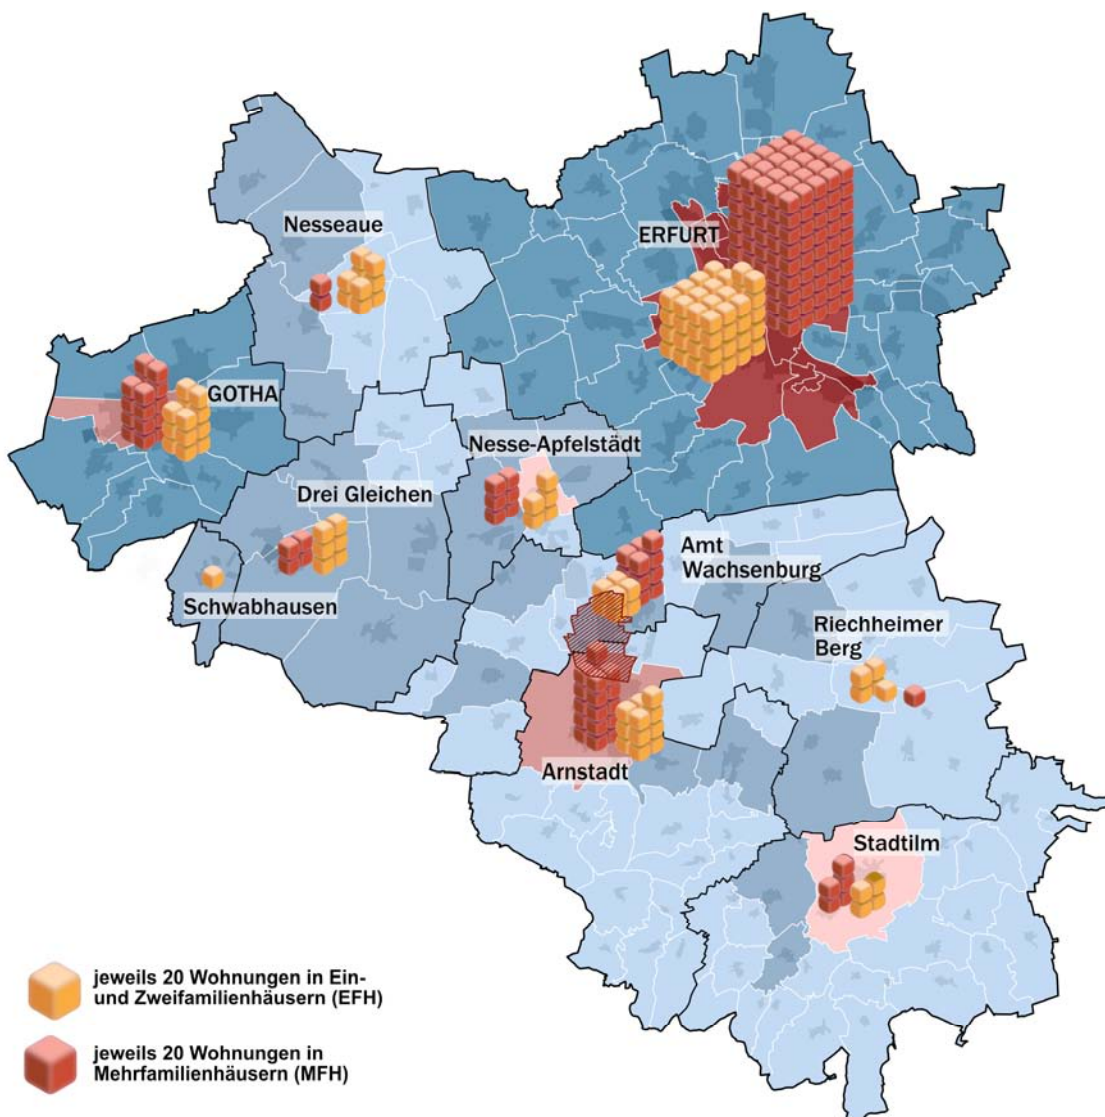 Nesseaue
ERFURT
GOTHA
Nesse-Apfelstädt
Drei Gleichen
Amt
Wachsenburg
Schwabhausen
Riechheimer
Berg
Arnstadt
Stadtilm
jeweils 20 Wohnungen in Ein-
und Zweifamilienhäusern (EFH)
jeweils 20 Wohnungen in
Mehrfamilienhäusern (MFH)